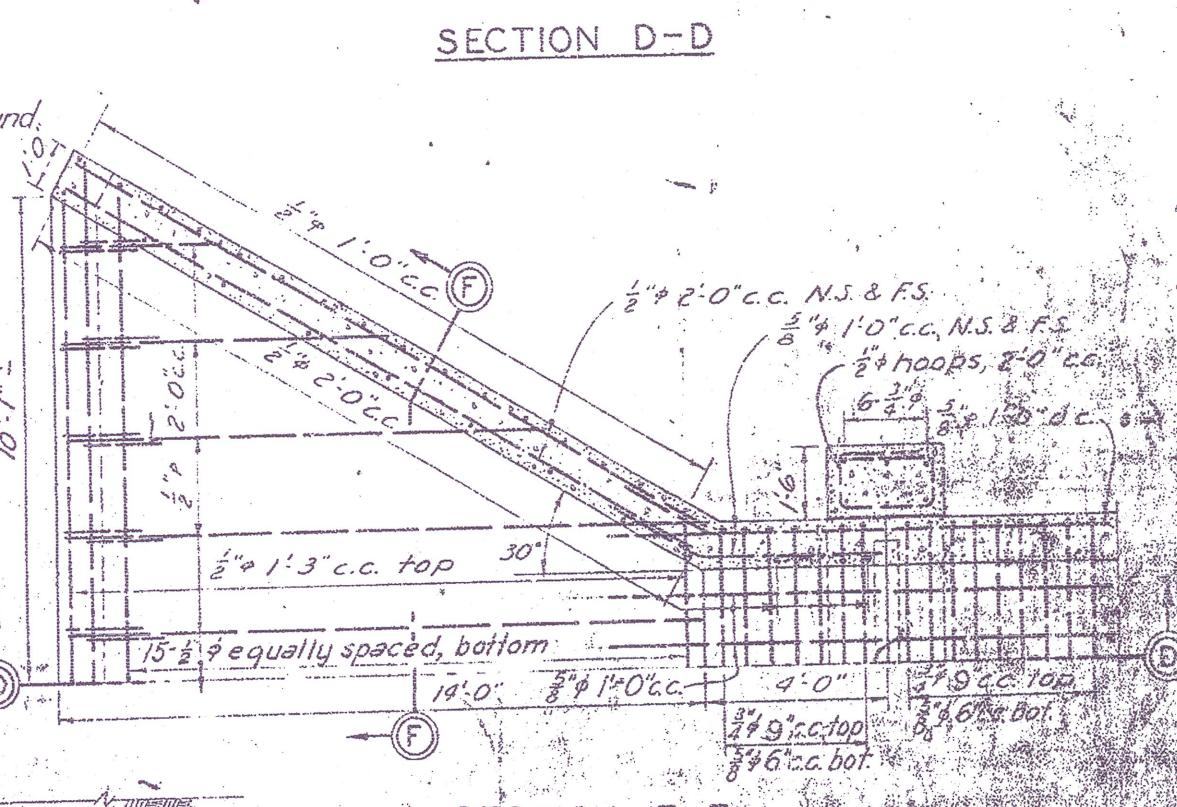 SECTION D-D
1'-0"
½"ϕ 1'-0" c.c.
F
½"ϕ 2'-0" c.c. N.S. & F.S.
⅝"ϕ 1'-0" c.c., N.S. & F.S.
½"ϕ hoops, 2'-0" c.c.
6-¾"ϕ
½"ϕ 2'-0" c.c.
½"ϕ 2'-0" c.c.
1'-6"
½"ϕ 1'-3" c.c. top
30°
15-½"ϕ equally spaced, bottom
D
14'-0"
⅝"ϕ 1'-0" c.c.
4'-0"
¾"ϕ 9" c.c. top
F
¾"ϕ 9" c.c. top
⅝"ϕ 6" c.c. bot.
6" c.c. bot.